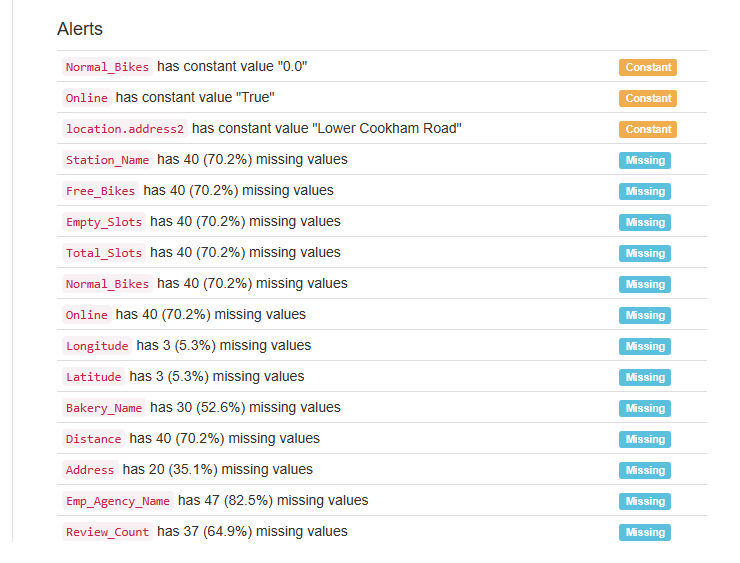 Alerts
Normal_Bikes has constant value "0.0" Constant
Online has constant value "True" Constant
location.address2 has constant value "Lower Cookham Road" Constant
Station_Name has 40 (70.2%) missing values Missing
Free_Bikes has 40 (70.2%) missing values Missing
Empty_Slots has 40 (70.2%) missing values Missing
Total_Slots has 40 (70.2%) missing values Missing
Normal_Bikes has 40 (70.2%) missing values Missing
Online has 40 (70.2%) missing values Missing
Longitude has 3 (5.3%) missing values Missing
Latitude has 3 (5.3%) missing values Missing
Bakery_Name has 30 (52.6%) missing values Missing
Distance has 40 (70.2%) missing values Missing
Address has 20 (35.1%) missing values Missing
Emp_Agency_Name has 47 (82.5%) missing values Missing
Review_Count has 37 (64.9%) missing values Missing